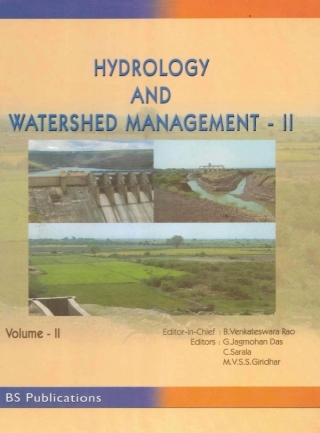 HYDROLOGY
AND
WATERSHED MANAGEMENT - II
Volume - II
Editor-in-Chief : B.Venkateswara Rao
Editors : G.Jagmohan Das
C.Sarala
M.V.S.S.Giridhar
BS Publications